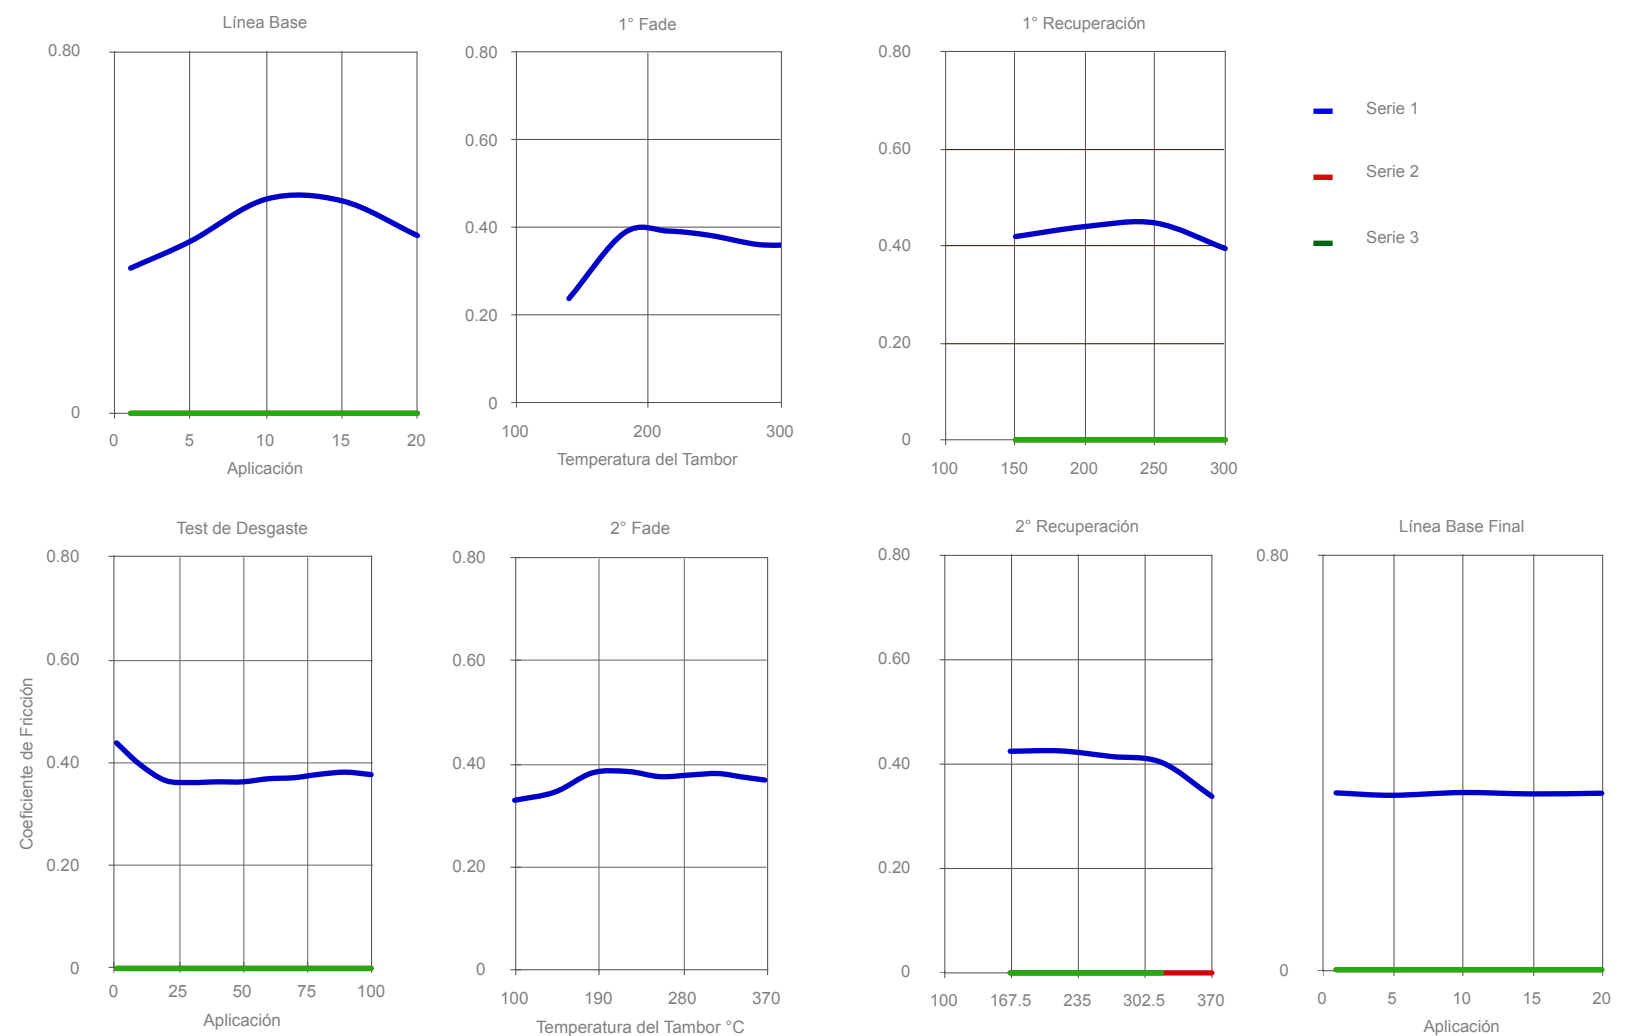 Línea Base
0.80
0
0 5 10 15 20
Aplicación
1° Fade
0.80
0.60
0.40
0.20
0
100 200 300
Temperatura del Tambor
1° Recuperación
0.80
0.60
0.40
0.20
0
100 150 200 250 300
Serie 1
Serie 2
Serie 3
Coeficiente de Fricción
Test de Desgaste
0.80
0.60
0.40
0.20
0
0 25 50 75 100
Aplicación
2° Fade
0.80
0.60
0.40
0.20
0
100 190 280 370
Temperatura del Tambor °C
2° Recuperación
0.80
0.60
0.40
0.20
0
100 167.5 235 302.5 370
Línea Base Final
0.80
0
0 5 10 15 20
Aplicación